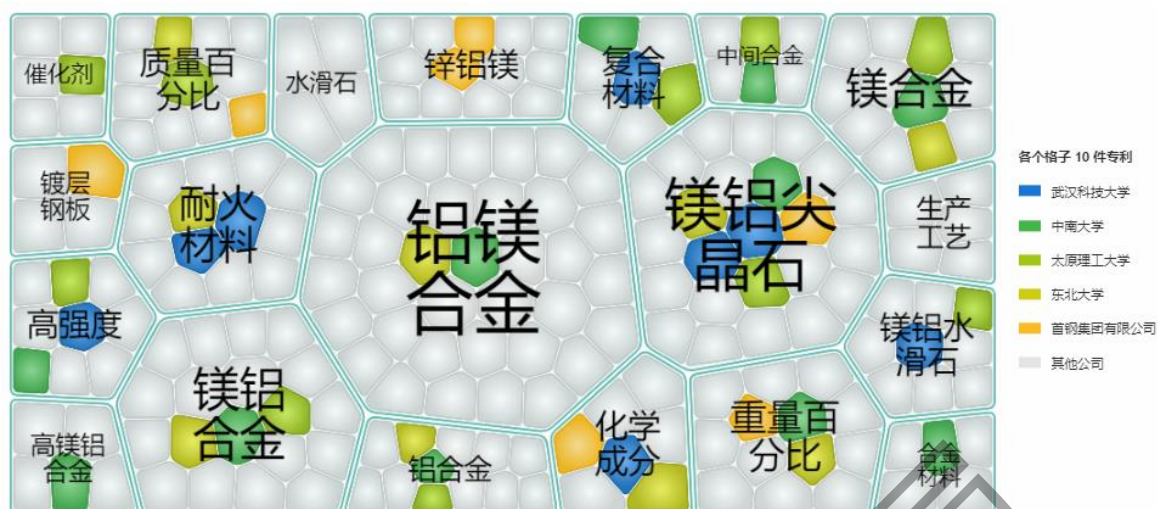 催化剂
质量百
分比
水滑石
锌铝镁
复合
材料
中间合金
镁合金
镀层
钢板
耐火
材料
铝镁
合金
镁铝尖
晶石
生产
工艺
高强度
镁铝
合金
镁铝水
滑石
高镁铝
合金
铝合金
化学
成分
重量百
分比
合金
材料
各个格子 10 件专利
武汉科技大学
中南大学
太原理工大学
东北大学
首钢集团有限公司
其他公司